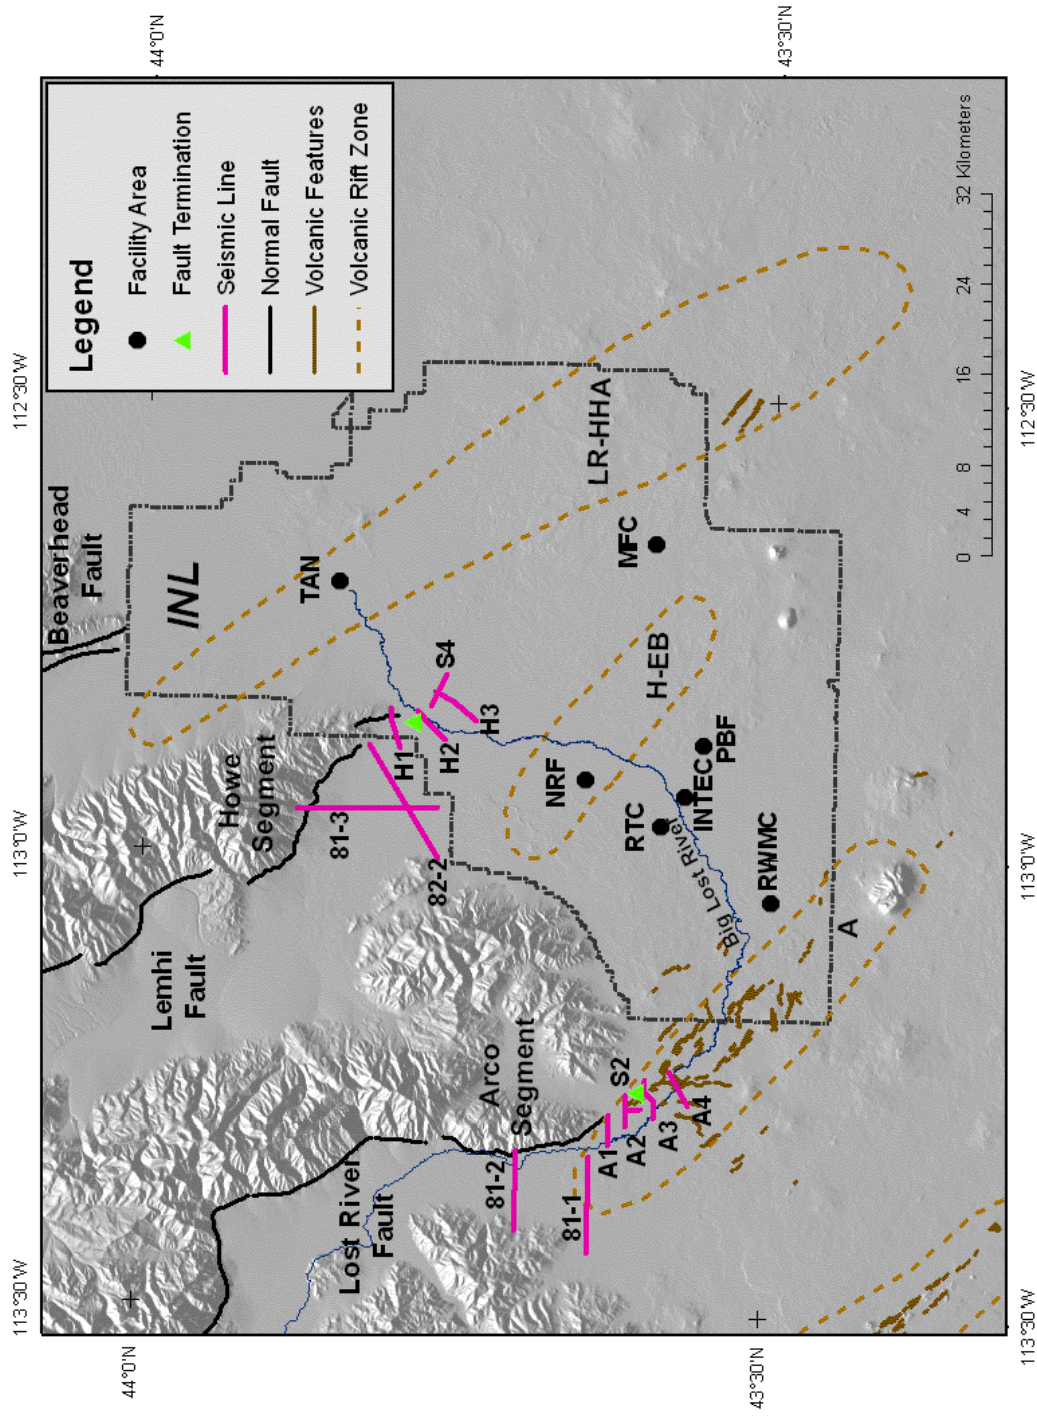 Legend
Facility Area
Fault Termination
Seismic Line
Normal Fault
Volcanic Features
Volcanic Rift Zone
113°30'W
113°0'W
112°30'W
44°0'N
44°0'N
43°30'N
43°30'N
113°30'W
113°0'W
112°30'W
Beaverhead
Fault
INL
TAN
Howe
Segment
Lemhi
Fault
81-3
82-2
H1
H2
H3
S4
Arco
Segment
Lost River
Fault
81-2
81-1
A1
A2
A3
A4
S2
NRF
RTC
INTEC
PBF
RWMC
MFC
Big Lost River
H-EB
LR-HHA
A
0 4 8 16 24 32 Kilometers